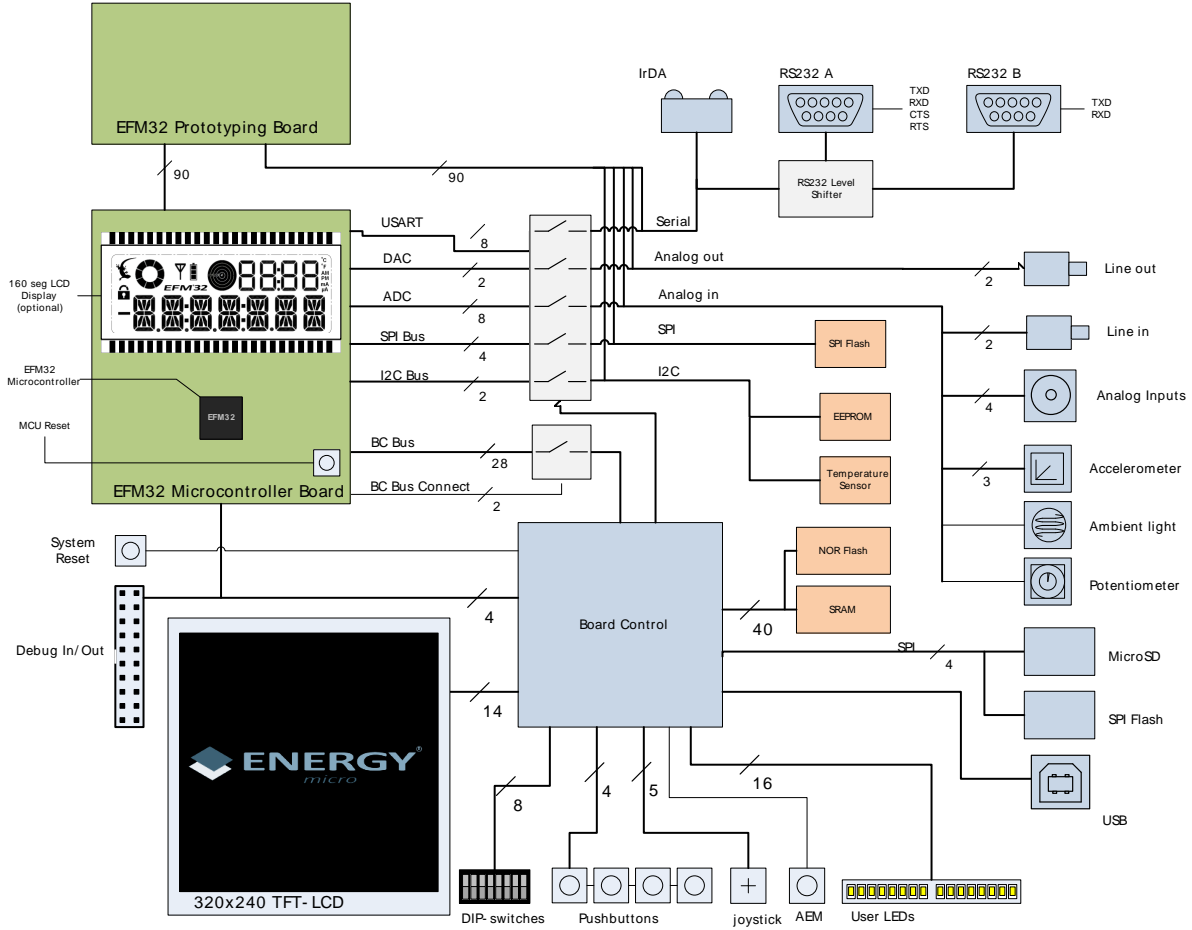 EFM32 Prototyping Board
IrDA
RS232 A
RS232 B
TXD
RXD
CTS
RTS
TXD
RXD
90
90
RS232 Level
Shifter
USART
8
Serial
DAC
2
Analog out
2
Line out
ADC
8
Analog in
SPI Bus
4
SPI
SPI Flash
2
Line in
I2C Bus
2
I2C
EEPROM
4
Analog Inputs
160 seg LCD
Display
(optional)
EFM32
°C
°F
AM
PM
mA
µA
EFM32
Microcontroller
EFM32
MCU Reset
BC Bus
28
Temperature
Sensor
3
Accelerometer
EFM32 Microcontroller Board
BC Bus Connect
2
Ambient light
System
Reset
NOR Flash
Potentiometer
4
Board Control
40
SRAM
Debug In/Out
SPI
4
MicroSD
14
SPI Flash
ENERGY®
micro
8
4
5
16
USB
320x240 TFT-LCD
DIP-switches
Pushbuttons
joystick
AEM
User LEDs